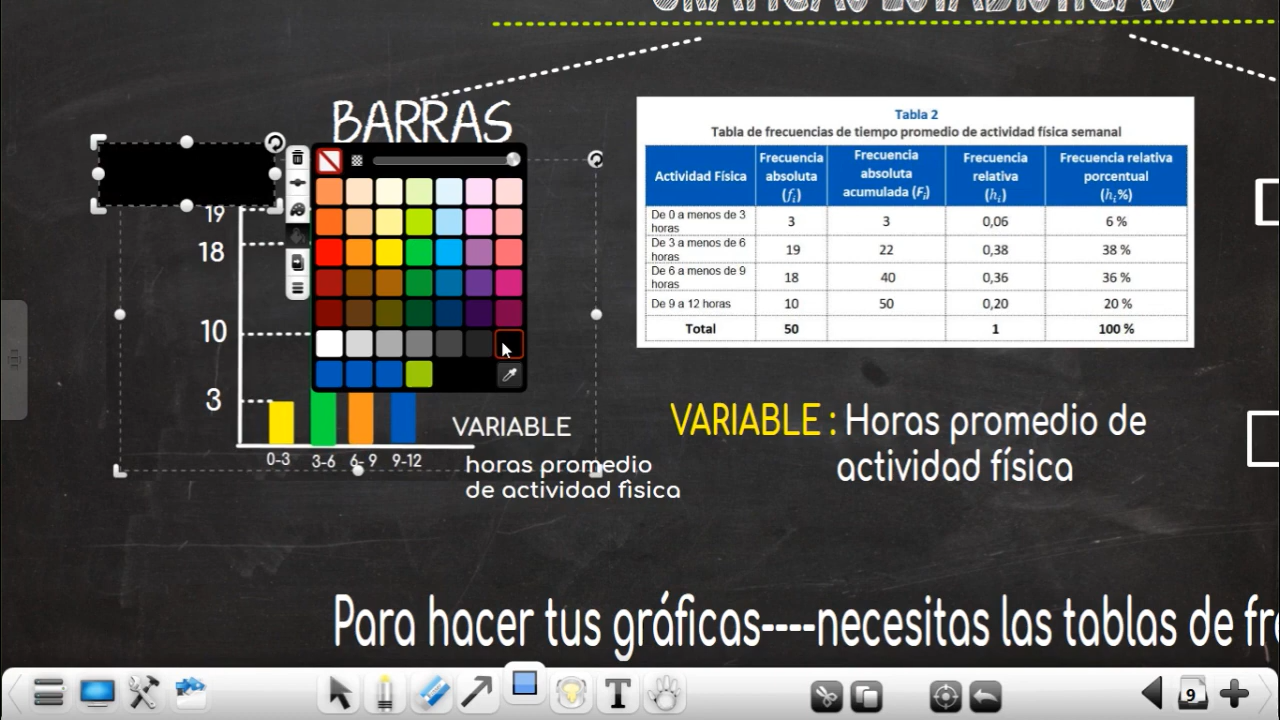 GRÁFICAS ESTADÍSTICAS
BARRAS
19
18
10
3
0-3
3-6
6-9
9-12
VARIABLE
horas promedio
de actividad fìsica
Tabla 2
Tabla de frecuencias de tiempo promedio de actividad física semanal
Actividad Física
Frecuencia absoluta (fᵢ)
Frecuencia absoluta acumulada (Fᵢ)
Frecuencia relativa (hᵢ)
Frecuencia relativa porcentual (hᵢ%)
De 0 a menos de 3 horas 3 3 0,06 6 %
De 3 a menos de 6 horas 19 22 0,38 38 %
De 6 a menos de 9 horas 18 40 0,36 36 %
De 9 a 12 horas 10 50 0,20 20 %
Total 50 1 100 %
VARIABLE : Horas promedio de
actividad física
Para hacer tus gráficas----necesitas las tablas de fre
T
9